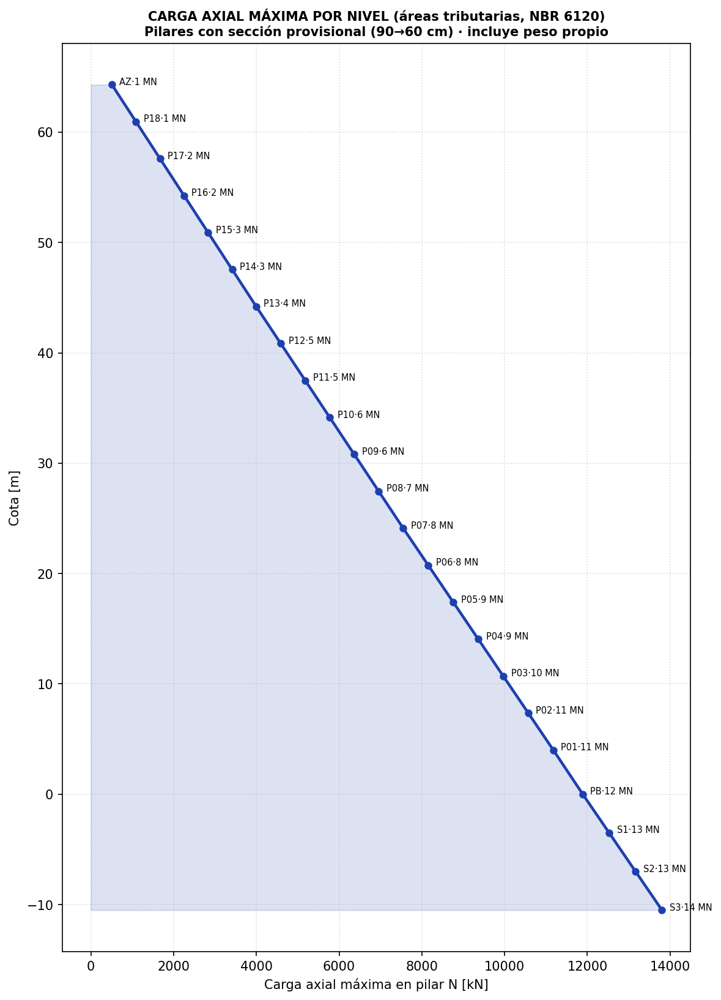 CARGA AXIAL MÁXIMA POR NIVEL (áreas tributarias, NBR 6120)
Pilares con sección provisional (90→60 cm) · incluye peso propio
AZ·1 MN
P18·1 MN
60
P17·2 MN
P16·2 MN
P15·3 MN
50
P14·3 MN
P13·4 MN
P12·5 MN
40
P11·5 MN
P10·6 MN
P09·6 MN
30
P08·7 MN
Cota [m]
P07·8 MN
P06·8 MN
20
P05·9 MN
P04·9 MN
P03·10 MN
10
P02·11 MN
P01·11 MN
PB·12 MN
0
S1·13 MN
S2·13 MN
−10
S3·14 MN
0 2000 4000 6000 8000 10000 12000 14000
Carga axial máxima en pilar N [kN]